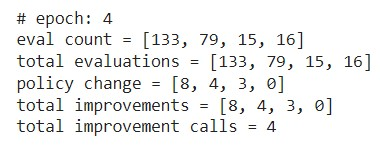 # epoch: 4
eval count = [133, 79, 15, 16]
total evaluations = [133, 79, 15, 16]
policy change = [8, 4, 3, 0]
total improvements = [8, 4, 3, 0]
total improvement calls = 4